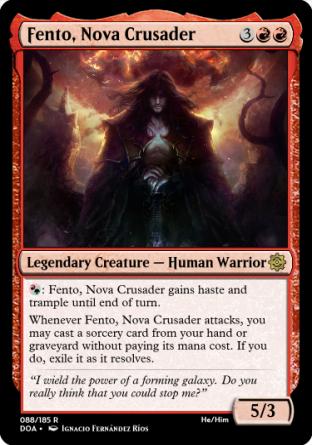 Fento, Nova Crusader 3
Legendary Creature — Human Warrior
: Fento, Nova Crusader gains haste and
trample until end of turn.
Whenever Fento, Nova Crusader attacks, you
may cast a sorcery card from your hand or
graveyard without paying its mana cost. If you
do, exile it as it resolves.
“I wield the power of a forming galaxy. Do you
really think that you could stop me?”
5/3
088/185 R He/Him
DOA • Ignacio Fernández Ríos